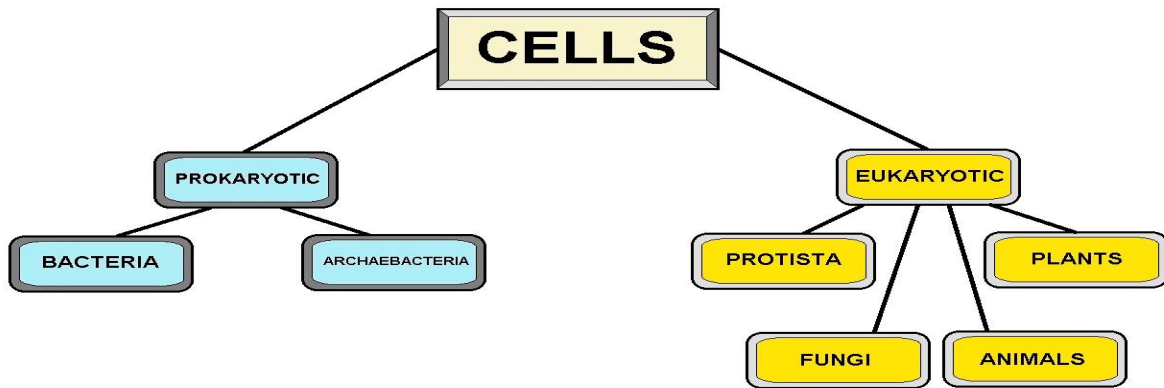 CELLS
PROKARYOTIC
EUKARYOTIC
BACTERIA
ARCHAEBACTERIA
PROTISTA
PLANTS
FUNGI
ANIMALS